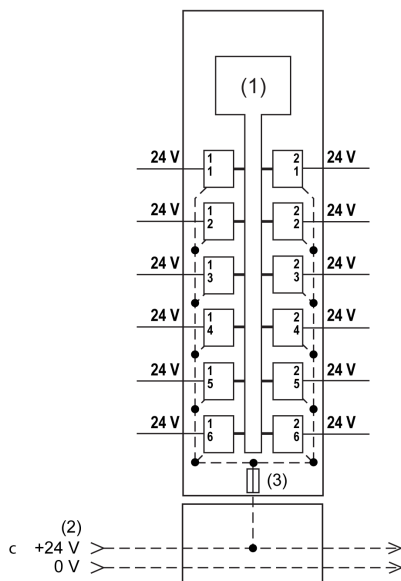 (1)
24 V 1 1 2 1 24 V
24 V 1 2 2 2 24 V
24 V 1 3 2 3 24 V
24 V 1 4 2 4 24 V
24 V 1 5 2 5 24 V
24 V 1 6 2 6 24 V
(3)
(2)
c +24 V
0 V